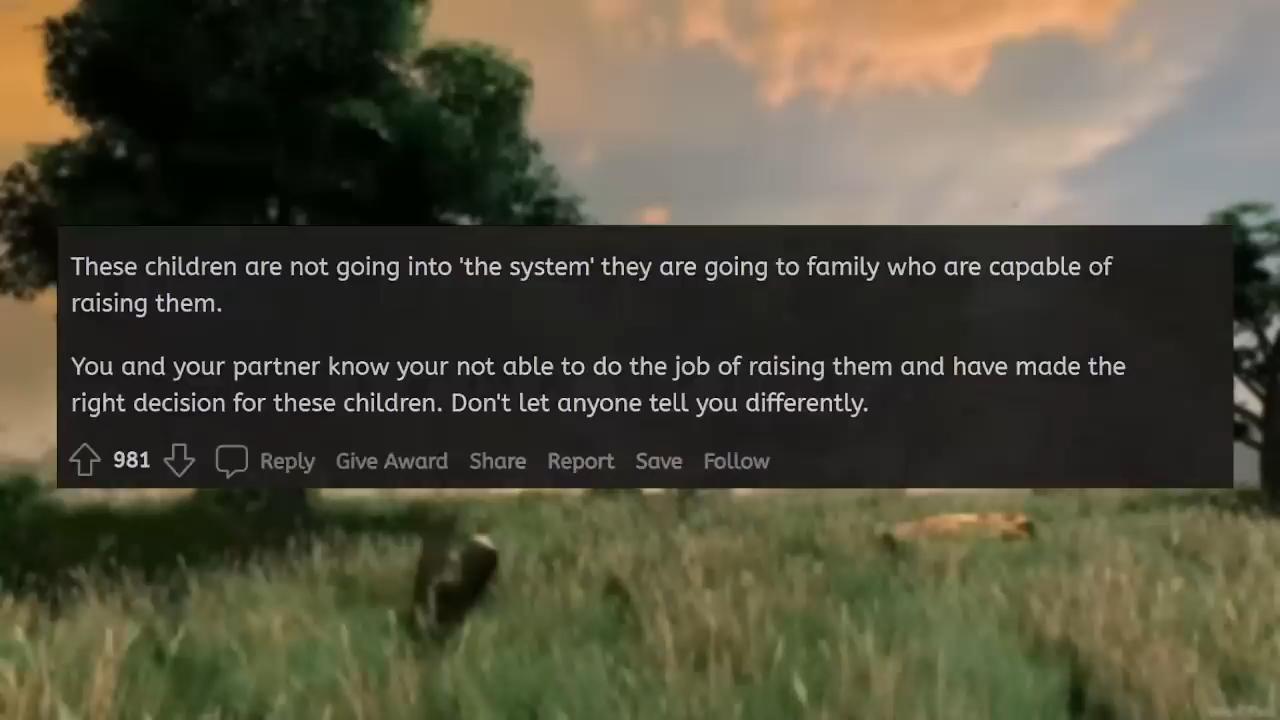 These children are not going into 'the system' they are going to family who are capable of
raising them.
You and your partner know your not able to do the job of raising them and have made the
right decision for these children. Don't let anyone tell you differently.
981 Reply Give Award Share Report Save Follow